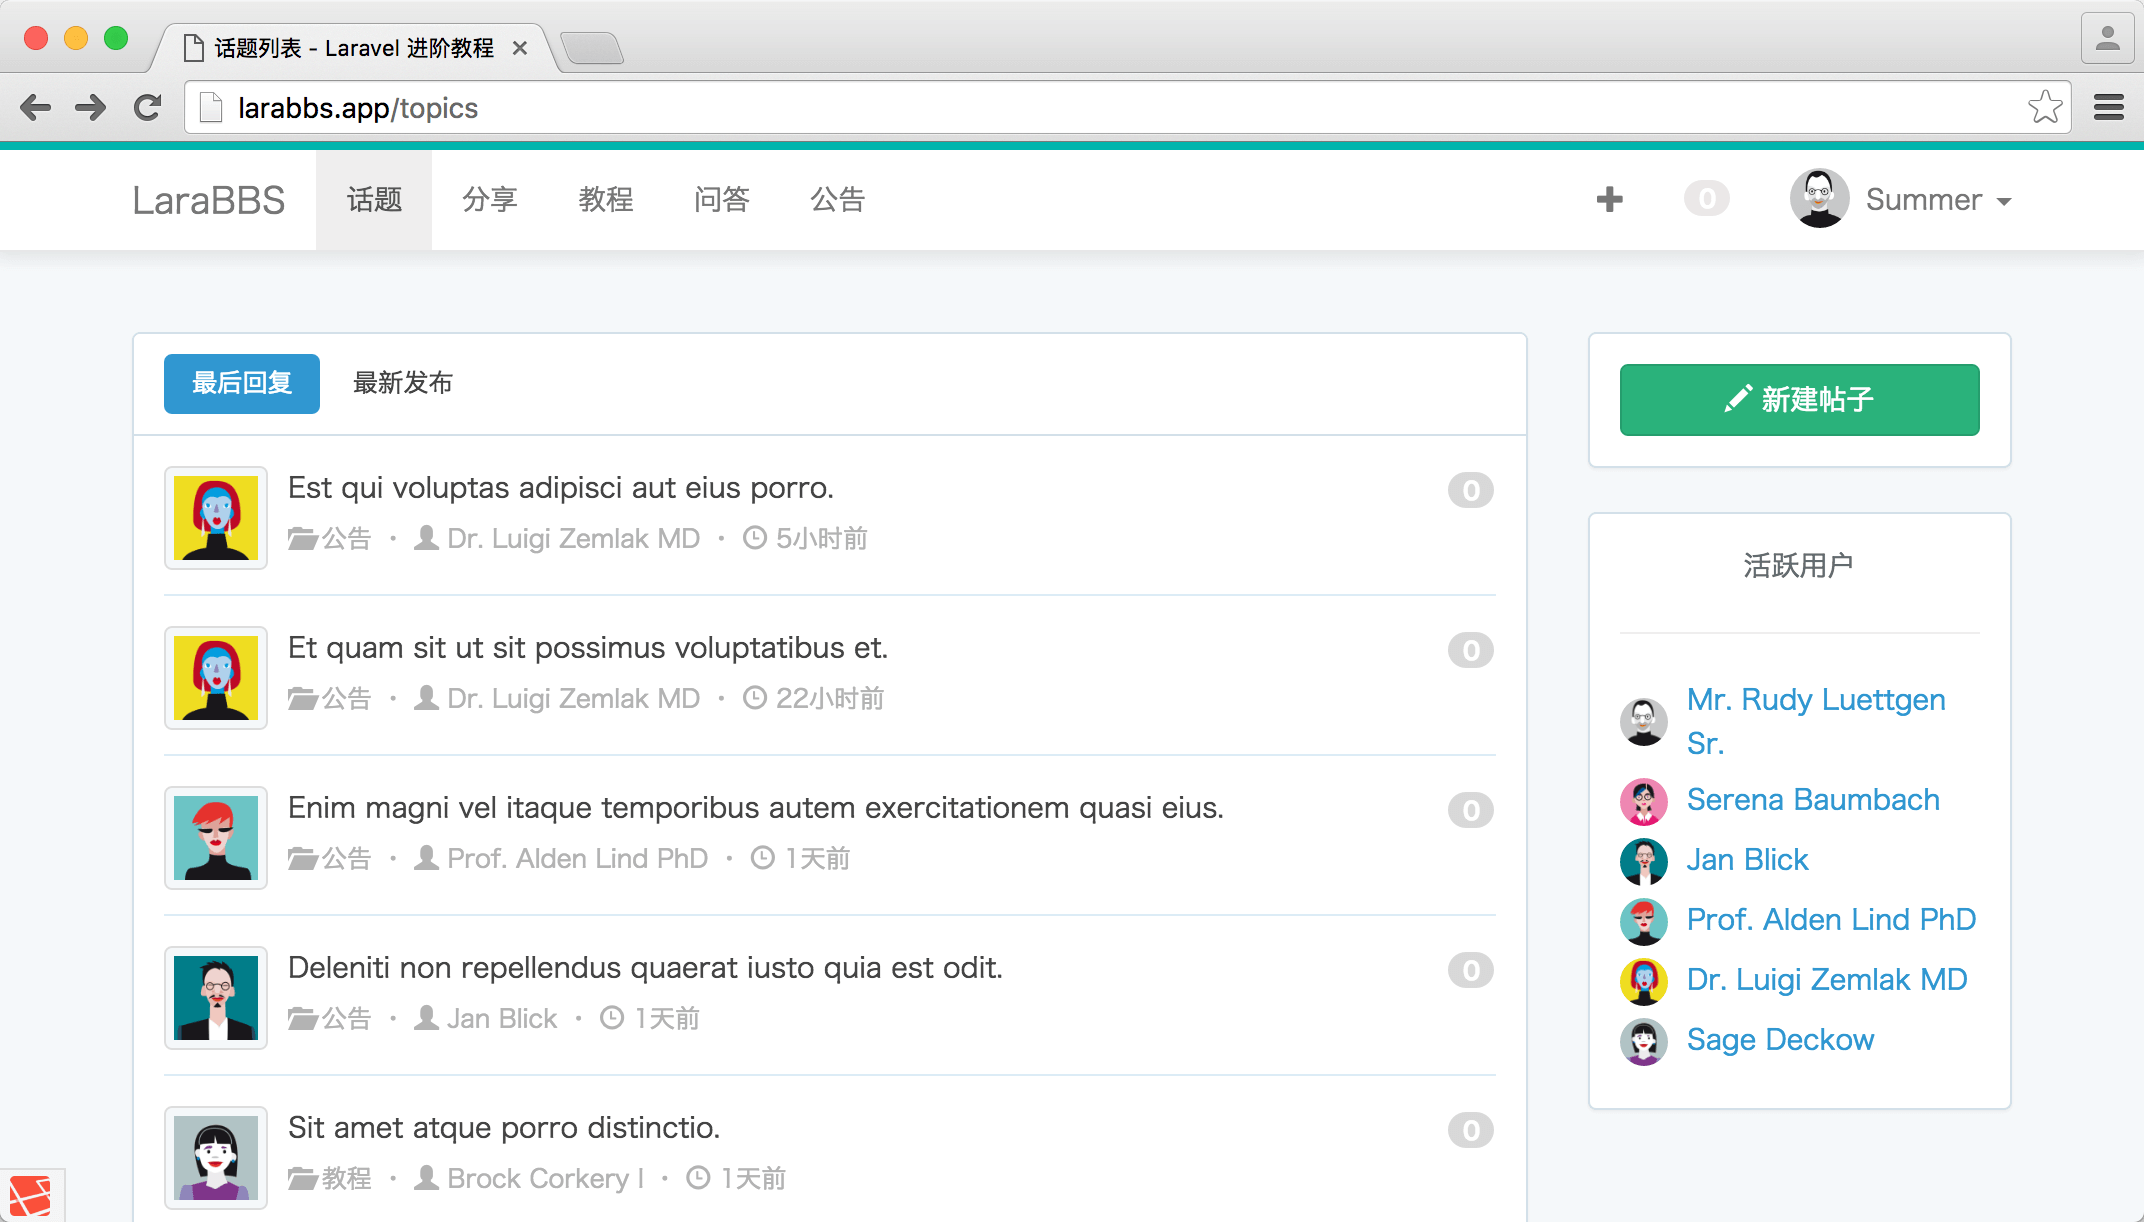 话题列表 - Laravel 进阶教程
larabbs.app/topics
LaraBBS 话题 分享 教程 问答 公告 0 Summer
最后回复 最新发布
新建帖子
Est qui voluptas adipisci aut eius porro. 0
公告 • Dr. Luigi Zemlak MD • 5小时前
Et quam sit ut sit possimus voluptatibus et. 0
公告 • Dr. Luigi Zemlak MD • 22小时前
Enim magni vel itaque temporibus autem exercitationem quasi eius. 0
公告 • Prof. Alden Lind PhD • 1天前
Deleniti non repellendus quaerat iusto quia est odit. 0
公告 • Jan Blick • 1天前
Sit amet atque porro distinctio. 0
教程 • Brock Corkery I • 1天前
活跃用户
Mr. Rudy Luettgen
Sr.
Serena Baumbach
Jan Blick
Prof. Alden Lind PhD
Dr. Luigi Zemlak MD
Sage Deckow